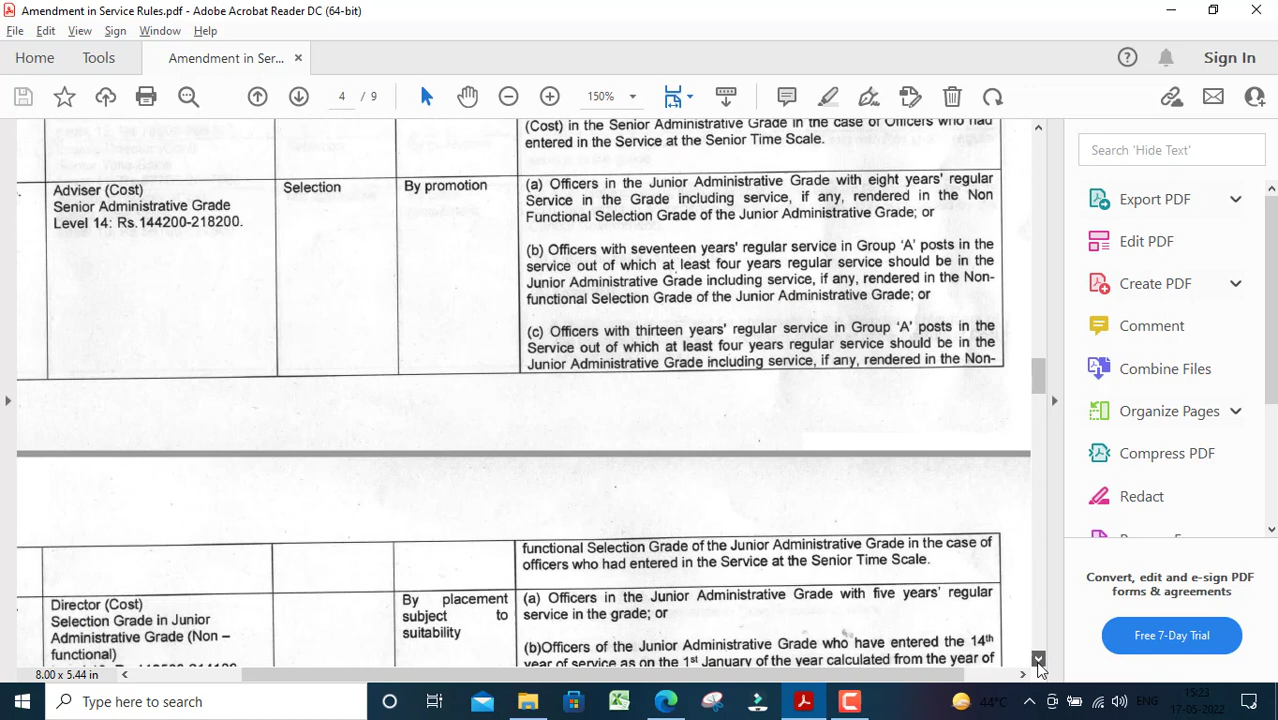 Amendment in Service Rules.pdf - Adobe Acrobat Reader DC (64-bit)
File Edit View Sign Window Help
Home Tools Amendment in Ser... ×
Sign In
4 / 9 150%
(Cost) in the Senior Administrative Grade in the case of Officers who had
entered in the Service at the Senior Time Scale.
Adviser (Cost)
Senior Administrative Grade
Level 14: Rs.144200-218200.
Selection
By promotion
(a) Officers in the Junior Administrative Grade with eight years' regular
Service in the Grade including service, if any, rendered in the Non
Functional Selection Grade of the Junior Administrative Grade; or
(b) Officers with seventeen years' regular service in Group 'A' posts in the
service out of which at least four years regular service should be in the
Junior Administrative Grade including service, if any, rendered in the Non-
functional Selection Grade of the Junior Administrative Grade; or
(c) Officers with thirteen years' regular service in Group 'A' posts in the
Service out of which at least four years regular service should be in the
Junior Administrative Grade including service, if any, rendered in the Non-
functional Selection Grade of the Junior Administrative Grade in the case of
officers who had entered in the Service at the Senior Time Scale.
Director (Cost)
Selection Grade in Junior
Administrative Grade (Non –
functional)
By placement
subject to
suitability
(a) Officers in the Junior Administrative Grade with five years' regular
service in the grade; or
(b)Officers of the Junior Administrative Grade who have entered the 14th
year of service as on the 1st January of the year calculated from the year of
8.00 x 5.44 in
Search 'Hide Text'
Export PDF
Edit PDF
Create PDF
Comment
Combine Files
Organize Pages
Compress PDF
Redact
Convert, edit and e-sign PDF
forms & agreements
Free 7-Day Trial
Type here to search
44°C
ENG
15:23
17-05-2022